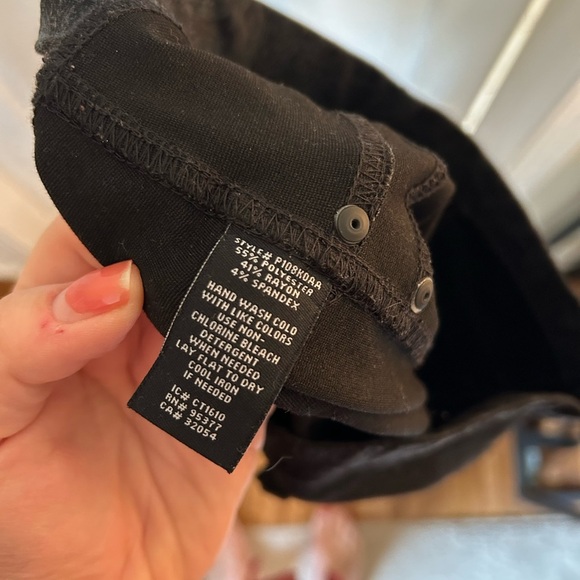 STYLE# P108K0AA
55% POLYESTER
41% RAYON
4% SPANDEX
HAND WASH COLD
WITH LIKE COLORS
USE NON-
CHLORINE BLEACH
WHEN NEEDED
DETERGENT
LAY FLAT TO DRY
COOL IRON
IF NEEDED
IC# CT1610
RN# 95377
CA# 32054